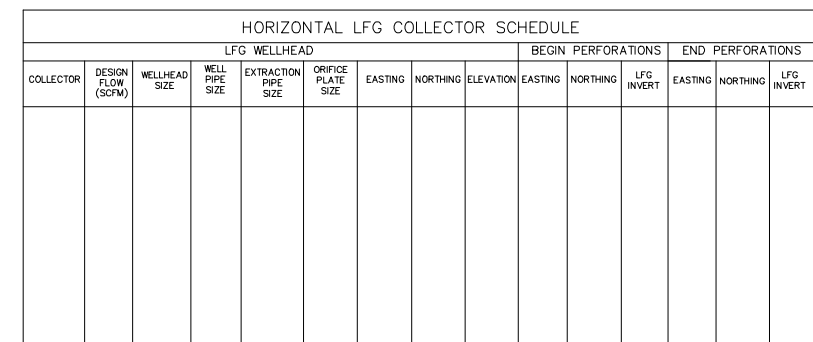 HORIZONTAL LFG COLLECTOR SCHEDULE
LFG WELLHEAD BEGIN PERFORATIONS END PERFORATIONS
COLLECTOR
DESIGN
FLOW
(SCFM)
WELLHEAD
SIZE
WELL
PIPE
SIZE
EXTRACTION
PIPE
SIZE
ORIFICE
PLATE
SIZE
EASTING
NORTHING
ELEVATION
EASTING
NORTHING
LFG
INVERT
EASTING
NORTHING
LFG
INVERT